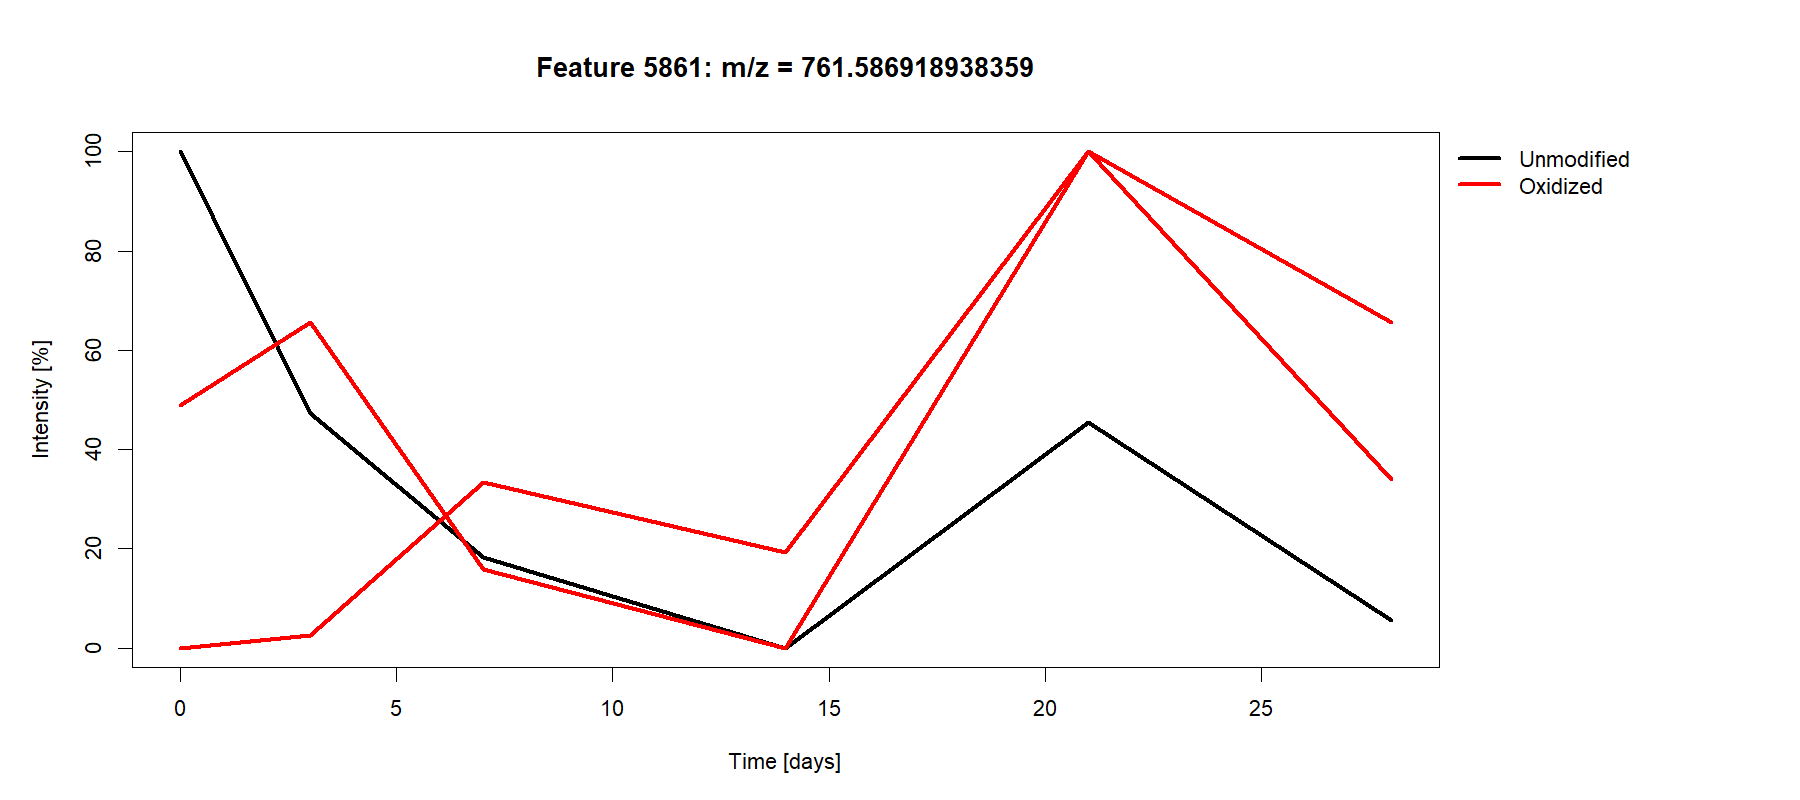 Feature 5861: m/z = 761.586918938359
Unmodified
Oxidized
Intensity [%]
100
80
60
40
20
0
0 5 10 15 20 25
Time [days]